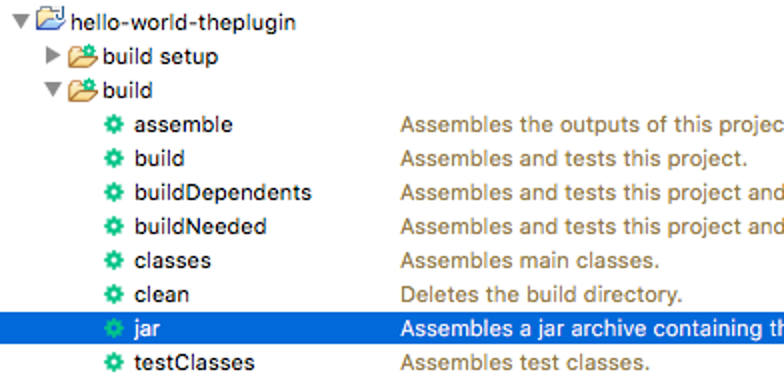 hello-world-theplugin
build setup
build
assemble Assembles the outputs of this projec
build Assembles and tests this project.
buildDependents Assembles and tests this project and
buildNeeded Assembles and tests this project and
classes Assembles main classes.
clean Deletes the build directory.
jar Assembles a jar archive containing th
testClasses Assembles test classes.